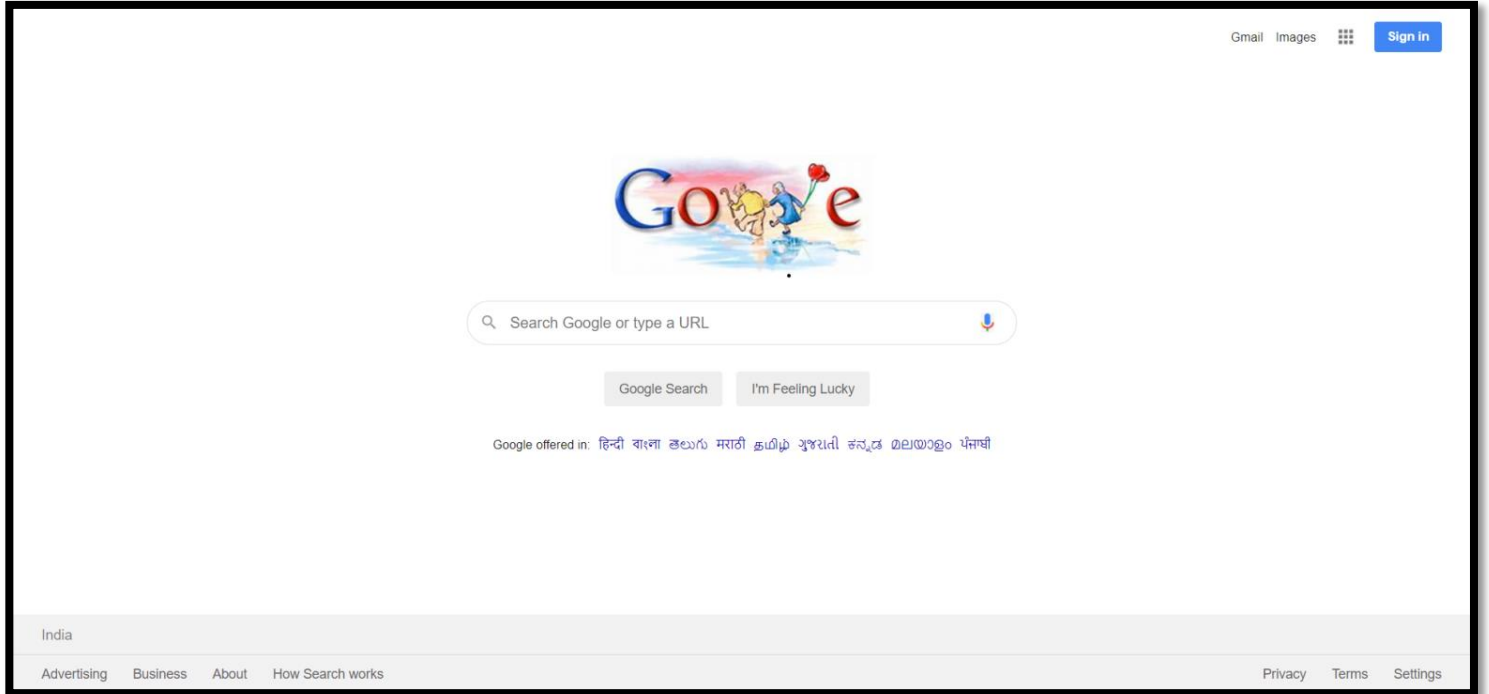 Gmail Images Sign in
Google
Search Google or type a URL
Google Search I'm Feeling Lucky
Google offered in: हिन्दी বাংলা తెలుగు मराठी தமிழ் ગુજરાતી ಕನ್ನಡ മലയാളം ਪੰਜਾਬੀ
India
Advertising Business About How Search works Privacy Terms Settings